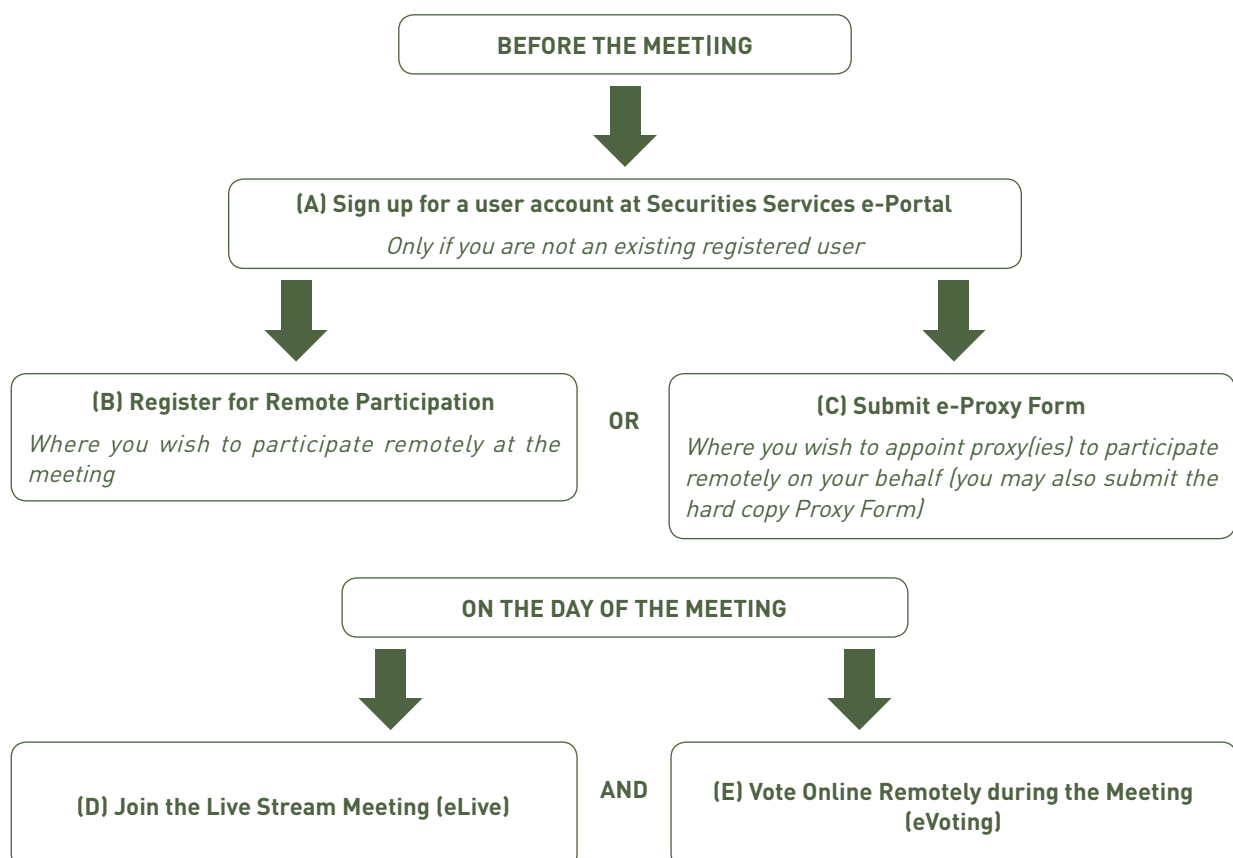 BEFORE THE MEET|ING
(A) Sign up for a user account at Securities Services e-Portal
Only if you are not an existing registered user
(B) Register for Remote Participation
Where you wish to participate remotely at the
meeting
OR
(C) Submit e-Proxy Form
Where you wish to appoint proxy(ies) to participate
remotely on your behalf (you may also submit the
hard copy Proxy Form)
ON THE DAY OF THE MEETING
(D) Join the Live Stream Meeting (eLive)
AND
(E) Vote Online Remotely during the Meeting
(eVoting)